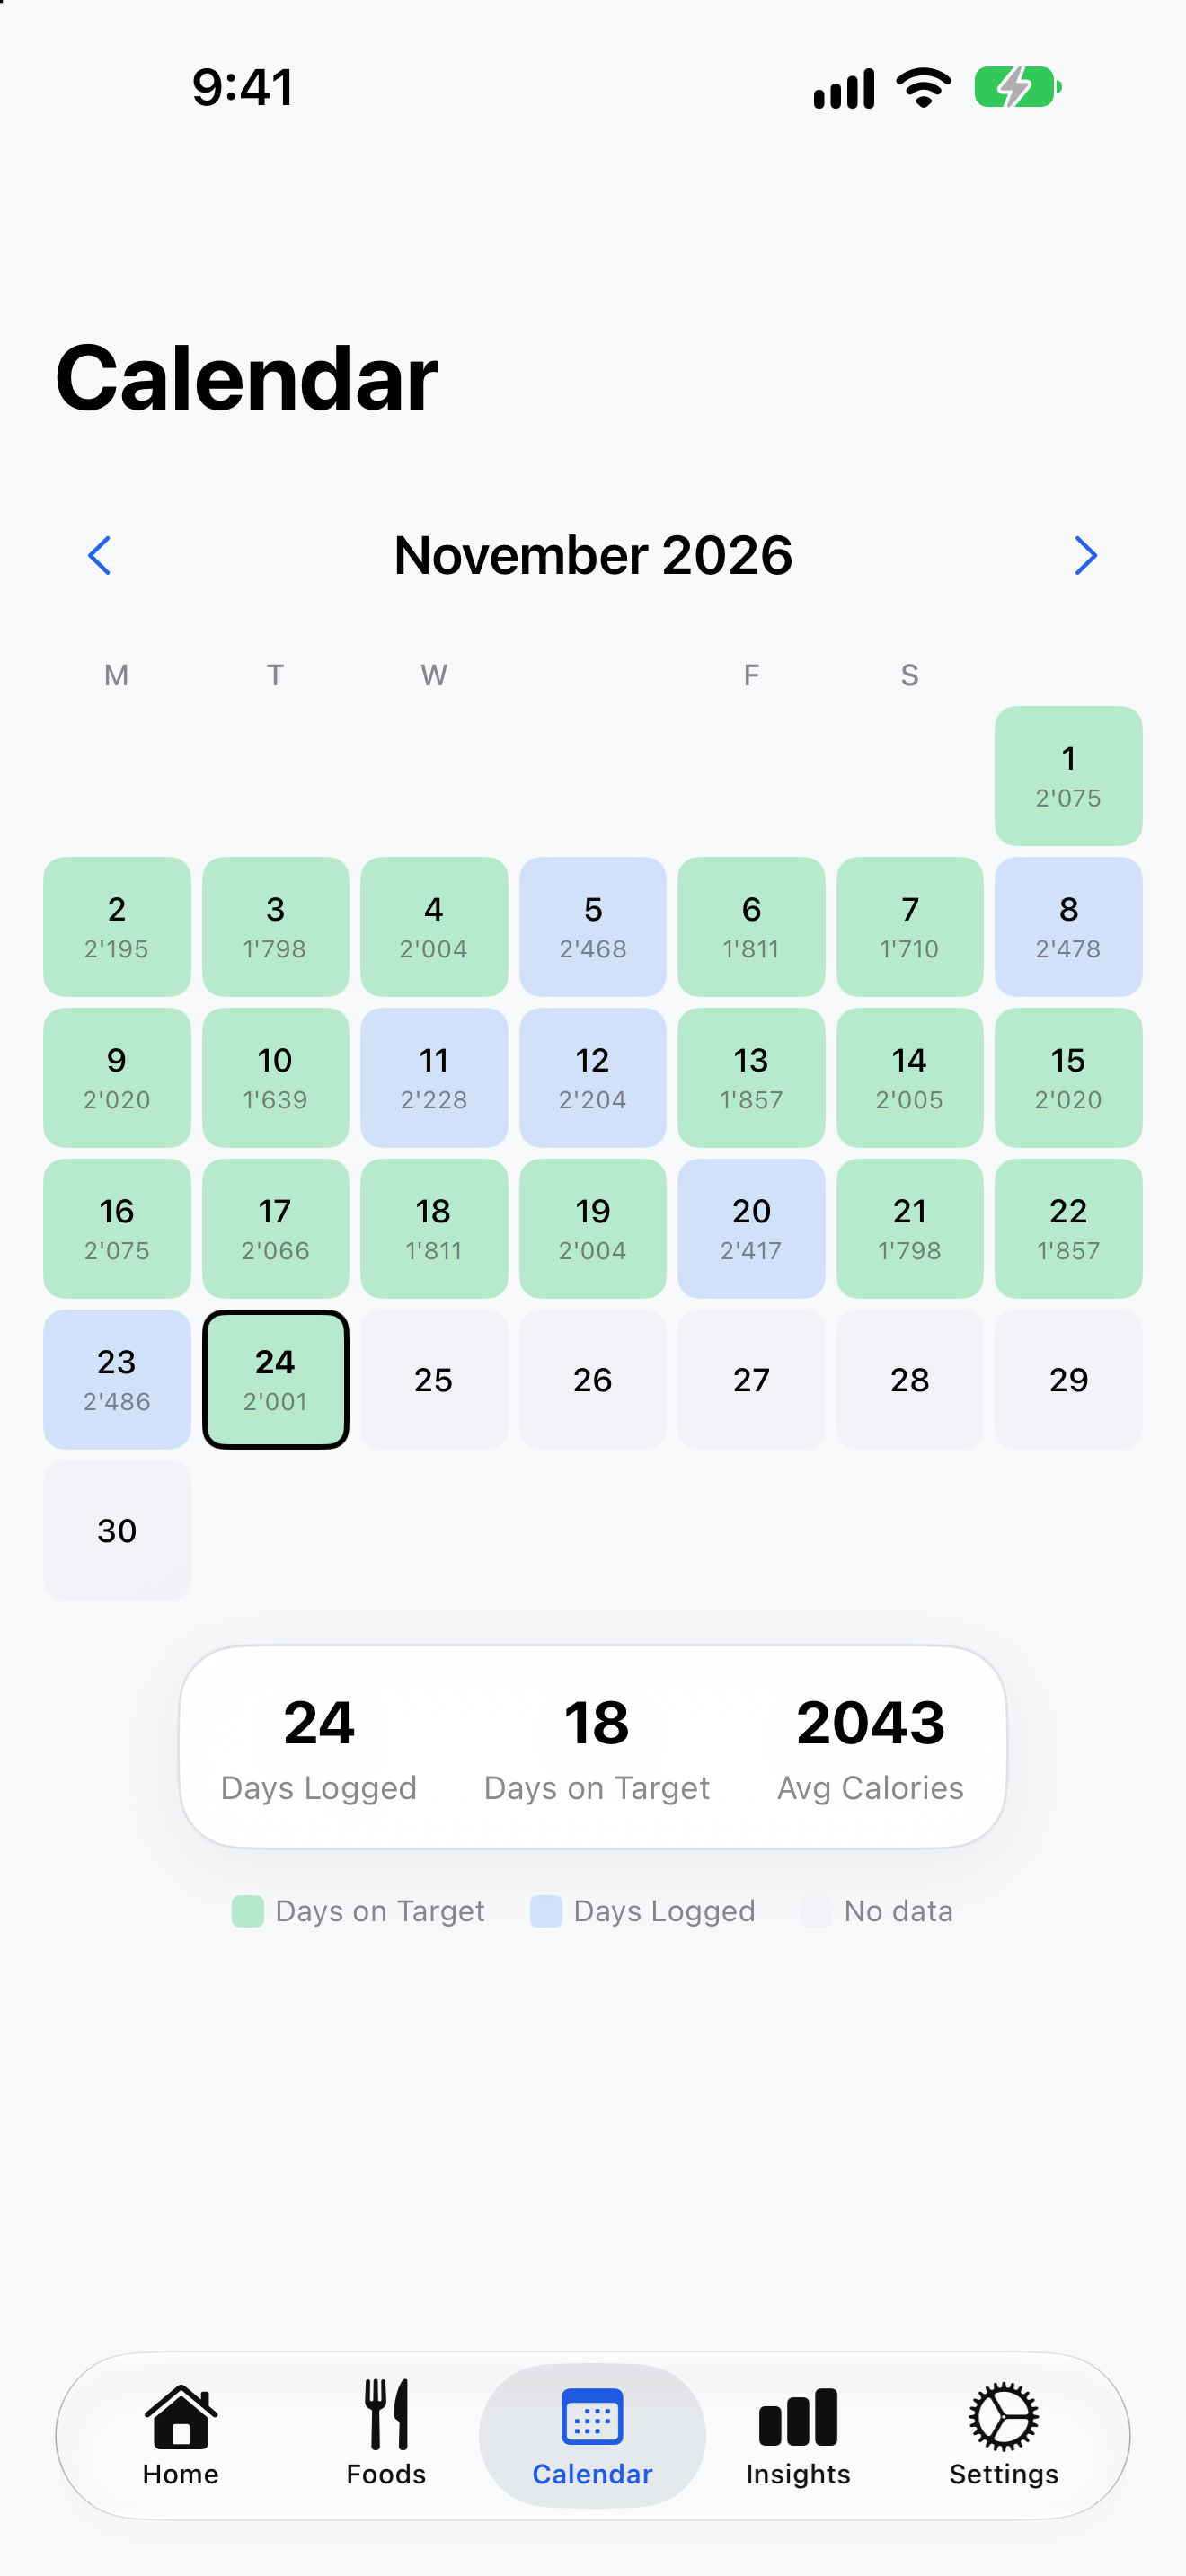 9:41
Calendar
November 2026
M T W F S
1
2'075
2 3 4 5 6 7 8
2'195 1'798 2'004 2'468 1'811 1'710 2'478
9 10 11 12 13 14 15
2'020 1'639 2'228 2'204 1'857 2'005 2'020
16 17 18 19 20 21 22
2'075 2'066 1'811 2'004 2'417 1'798 1'857
23 24 25 26 27 28 29
2'486 2'001
30
24 18 2043
Days Logged Days on Target Avg Calories
Days on Target Days Logged No data
Home Foods Calendar Insights Settings